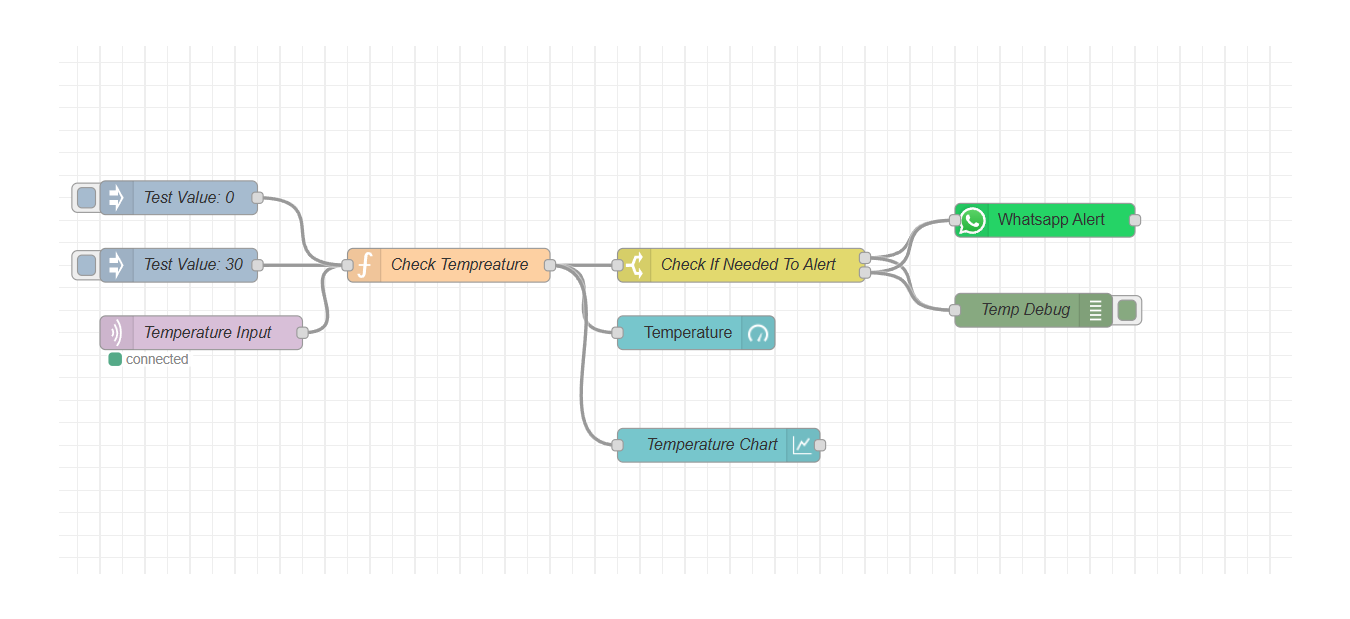 Test Value: 0
Test Value: 30
Temperature Input
connected
Check Tempreature
Check If Needed To Alert
Temperature
Temperature Chart
Whatsapp Alert
Temp Debug